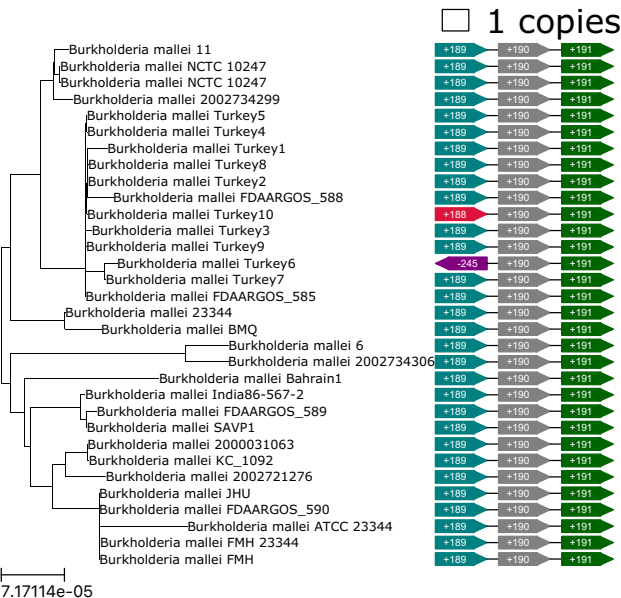 1 copies
Burkholderia mallei 11 +189 +190 +191
Burkholderia mallei NCTC 10247 +189 +190 +191
Burkholderia mallei NCTC 10247 +189 +190 +191
Burkholderia mallei 2002734299 +189 +190 +191
Burkholderia mallei Turkey5 +189 +190 +191
Burkholderia mallei Turkey4 +189 +190 +191
Burkholderia mallei Turkey1 +189 +190 +191
Burkholderia mallei Turkey8 +189 +190 +191
Burkholderia mallei Turkey2 +189 +190 +191
Burkholderia mallei FDAARGOS_588 +189 +190 +191
Burkholderia mallei Turkey10 +188 +190 +191
Burkholderia mallei Turkey3 +189 +190 +191
Burkholderia mallei Turkey9 +189 +190 +191
Burkholderia mallei Turkey6 -245 +190 +191
Burkholderia mallei Turkey7 +189 +190 +191
Burkholderia mallei FDAARGOS_585 +189 +190 +191
Burkholderia mallei 23344 +189 +190 +191
Burkholderia mallei BMQ +189 +190 +191
Burkholderia mallei 6 +189 +190 +191
Burkholderia mallei 2002734306 +189 +190 +191
Burkholderia mallei Bahrain1 +189 +190 +191
Burkholderia mallei India86-567-2 +189 +190 +191
Burkholderia mallei FDAARGOS_589 +189 +190 +191
Burkholderia mallei SAVP1 +189 +190 +191
Burkholderia mallei 2000031063 +189 +190 +191
Burkholderia mallei KC_1092 +189 +190 +191
Burkholderia mallei 2002721276 +189 +190 +191
Burkholderia mallei JHU +189 +190 +191
Burkholderia mallei FDAARGOS_590 +189 +190 +191
Burkholderia mallei ATCC 23344 +189 +190 +191
Burkholderia mallei FMH 23344 +189 +190 +191
Burkholderia mallei FMH +189 +190 +191
7.17114e-05